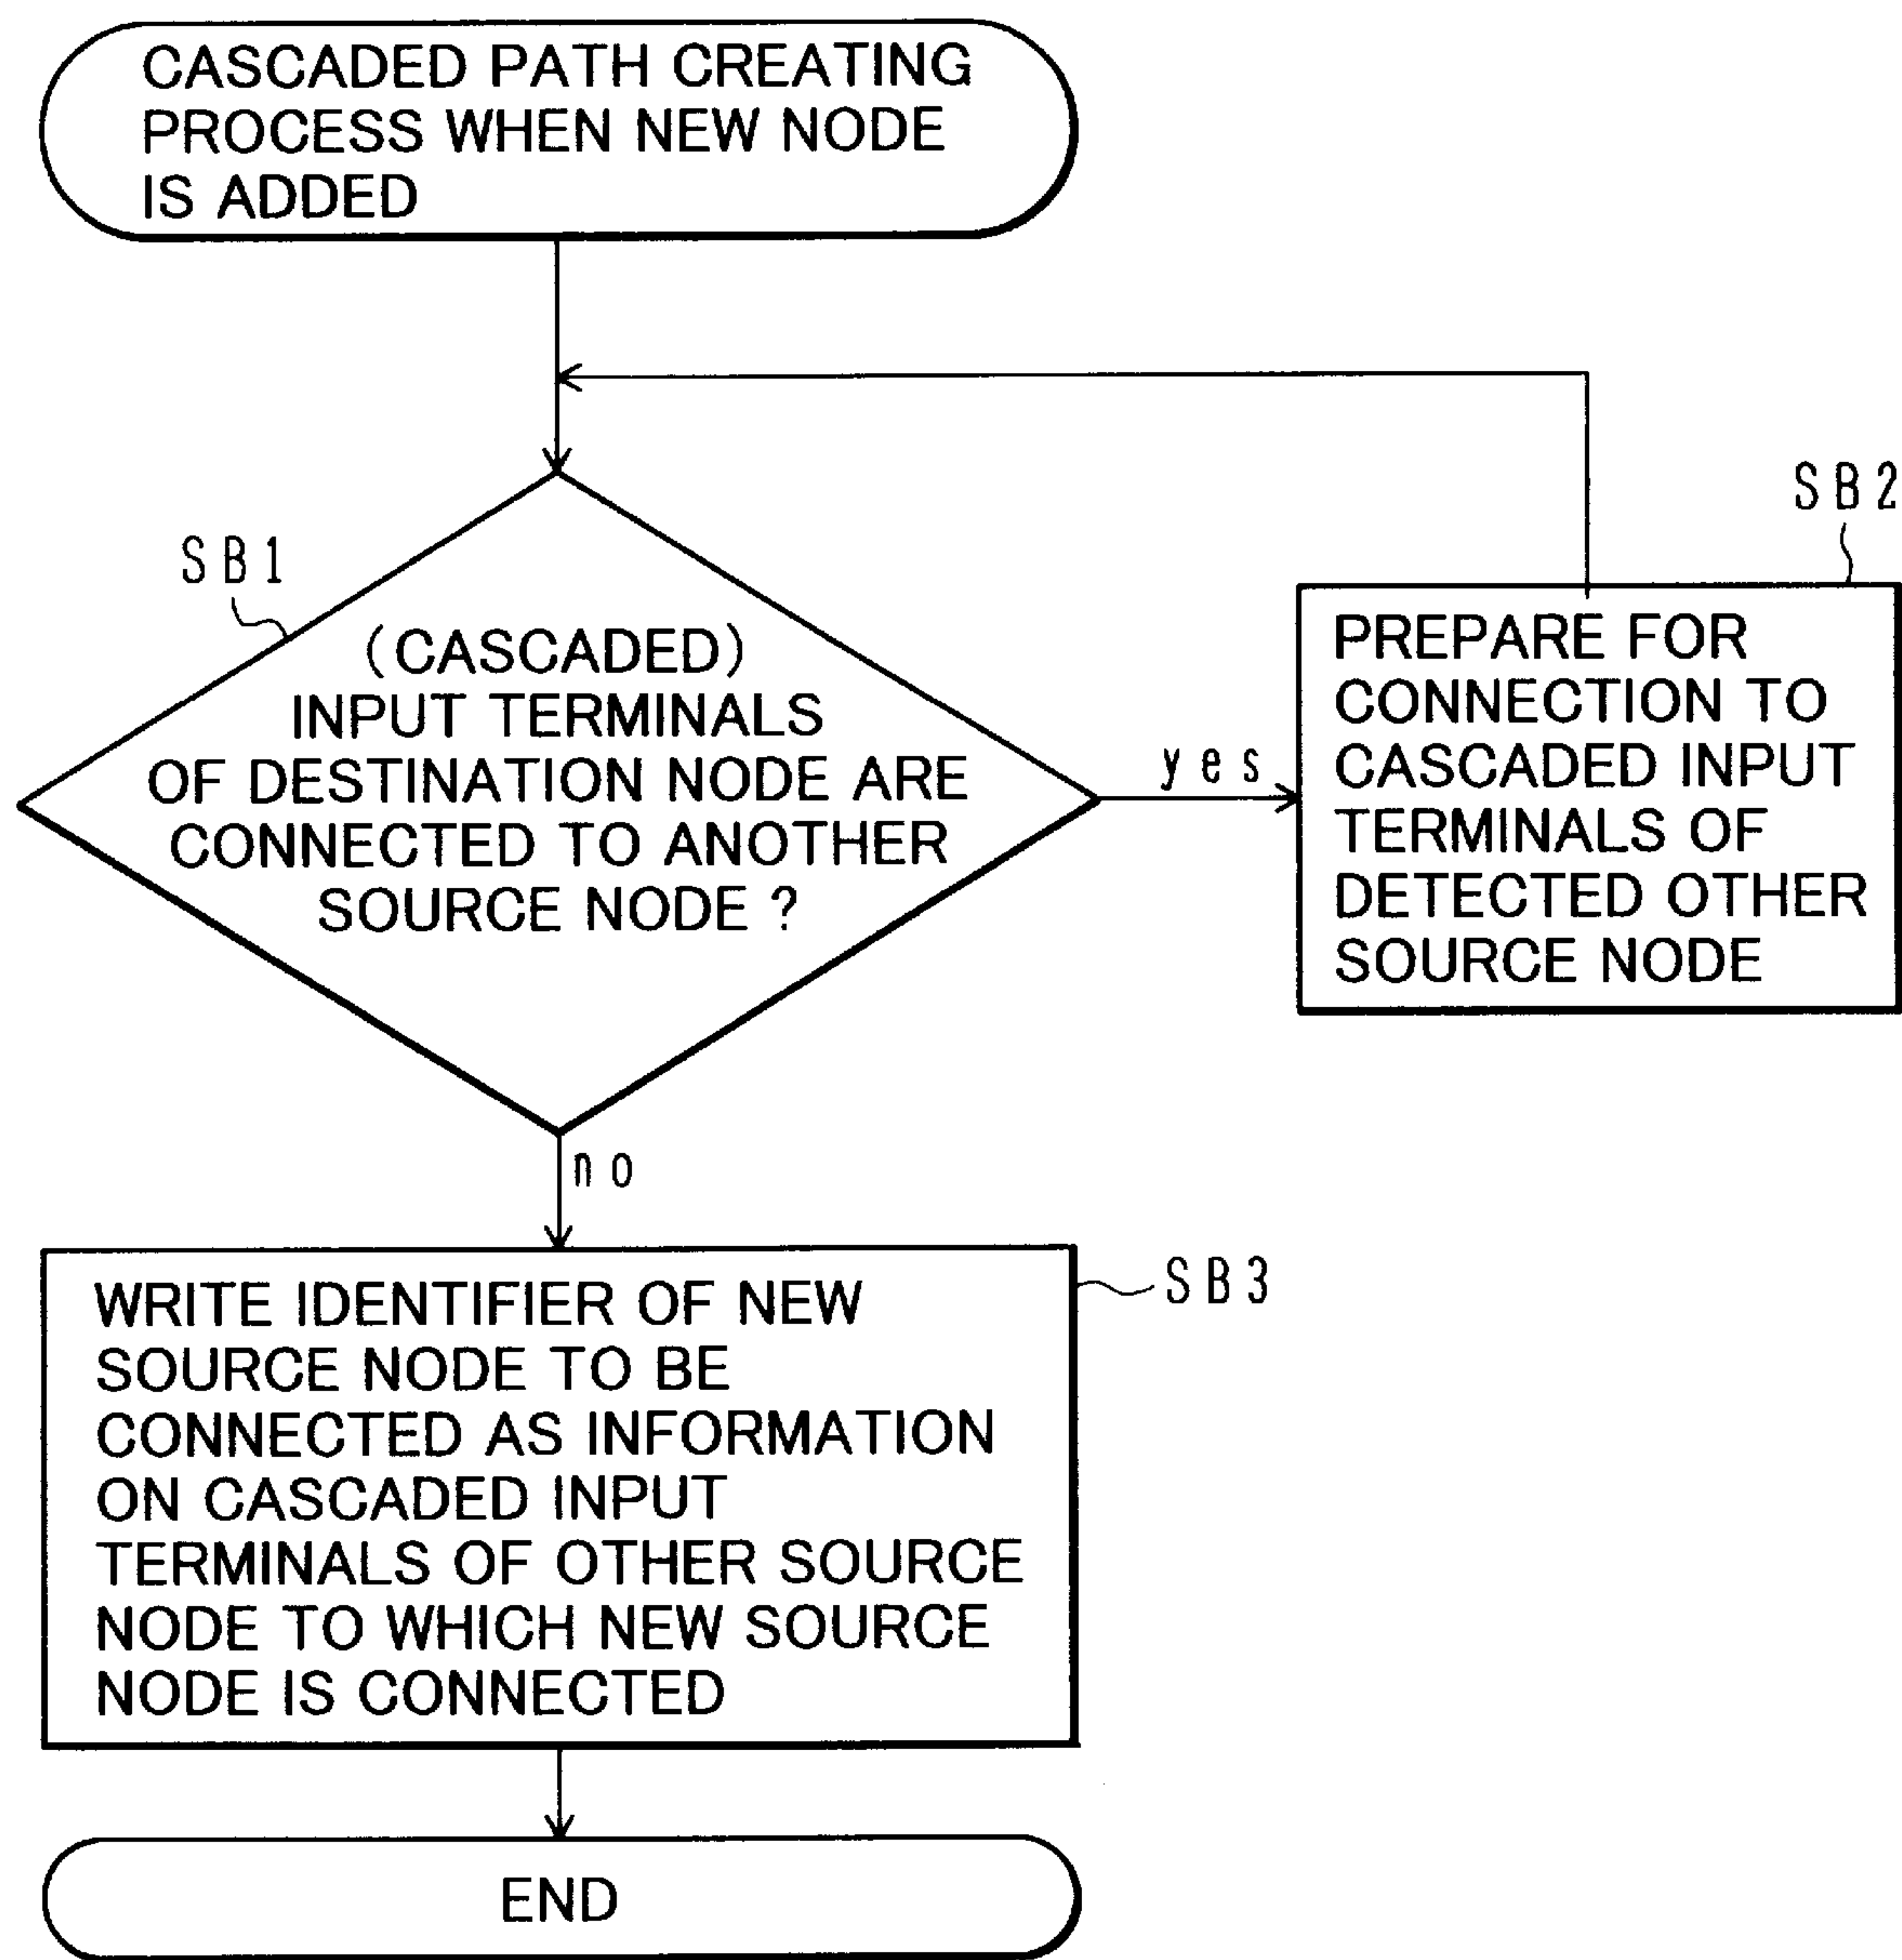 CASCADED PATH CREATING
PROCESS WHEN NEW NODE
IS ADDED
SB1
(CASCADED)
INPUT TERMINALS
OF DESTINATION NODE ARE
CONNECTED TO ANOTHER
SOURCE NODE ?
yes
SB2
PREPARE FOR
CONNECTION TO
CASCADED INPUT
TERMINALS OF
DETECTED OTHER
SOURCE NODE
no
WRITE IDENTIFIER OF NEW
SOURCE NODE TO BE
CONNECTED AS INFORMATION
ON CASCADED INPUT
TERMINALS OF OTHER SOURCE
NODE TO WHICH NEW SOURCE
NODE IS CONNECTED
SB3
END